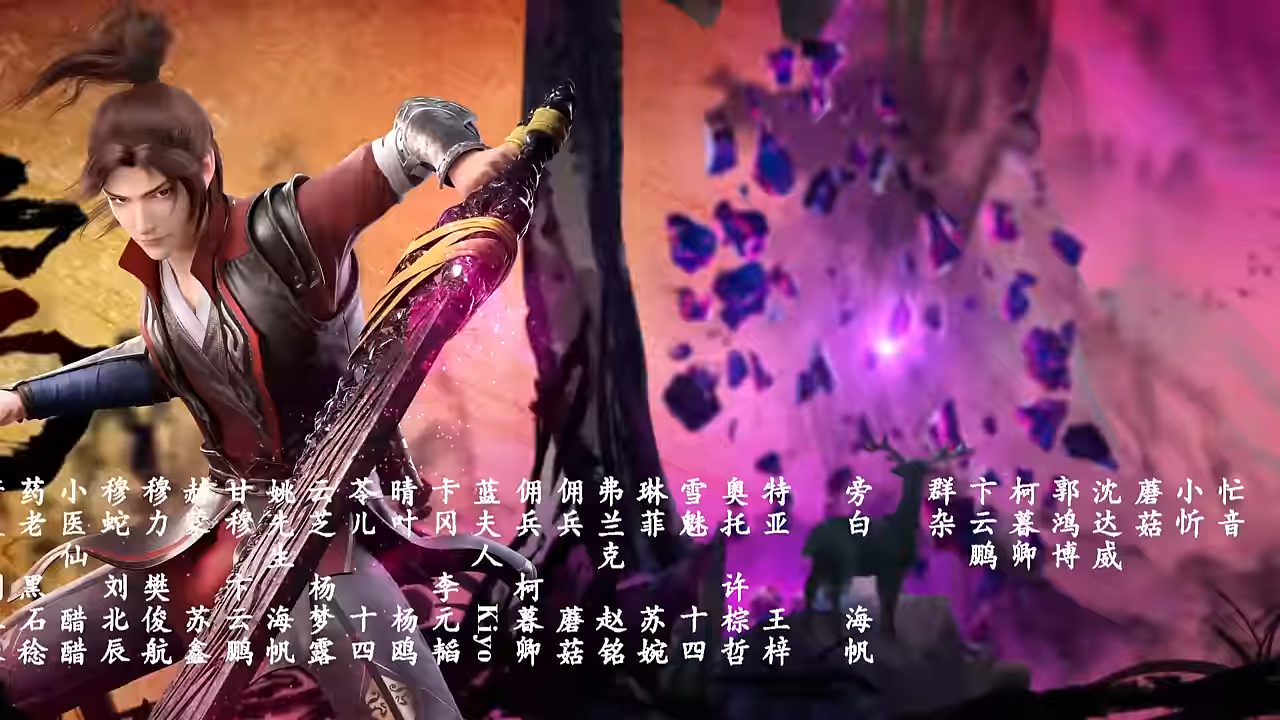 药老 黑石稔
小医仙 醋醋
穆蛇 刘北辰
穆力 樊俊航
赫蒙 苏鑫
甘穆 卞云鹏
姚先生 海帆
云芝 杨梦露
苓儿 十四
晴叶 杨鸥
卡冈 李元韬
蓝夫人 Kiyo
佣兵 柯暮卿
佣兵 蘑菇
弗兰克 赵铭
琳菲 苏婉
雪魅 十四
奥托 许棕哲
特亚 王梓
旁白 海帆
群杂
卞云鹏
柯暮卿
郭鸿博
沈达威
蘑菇
小忻
忙音